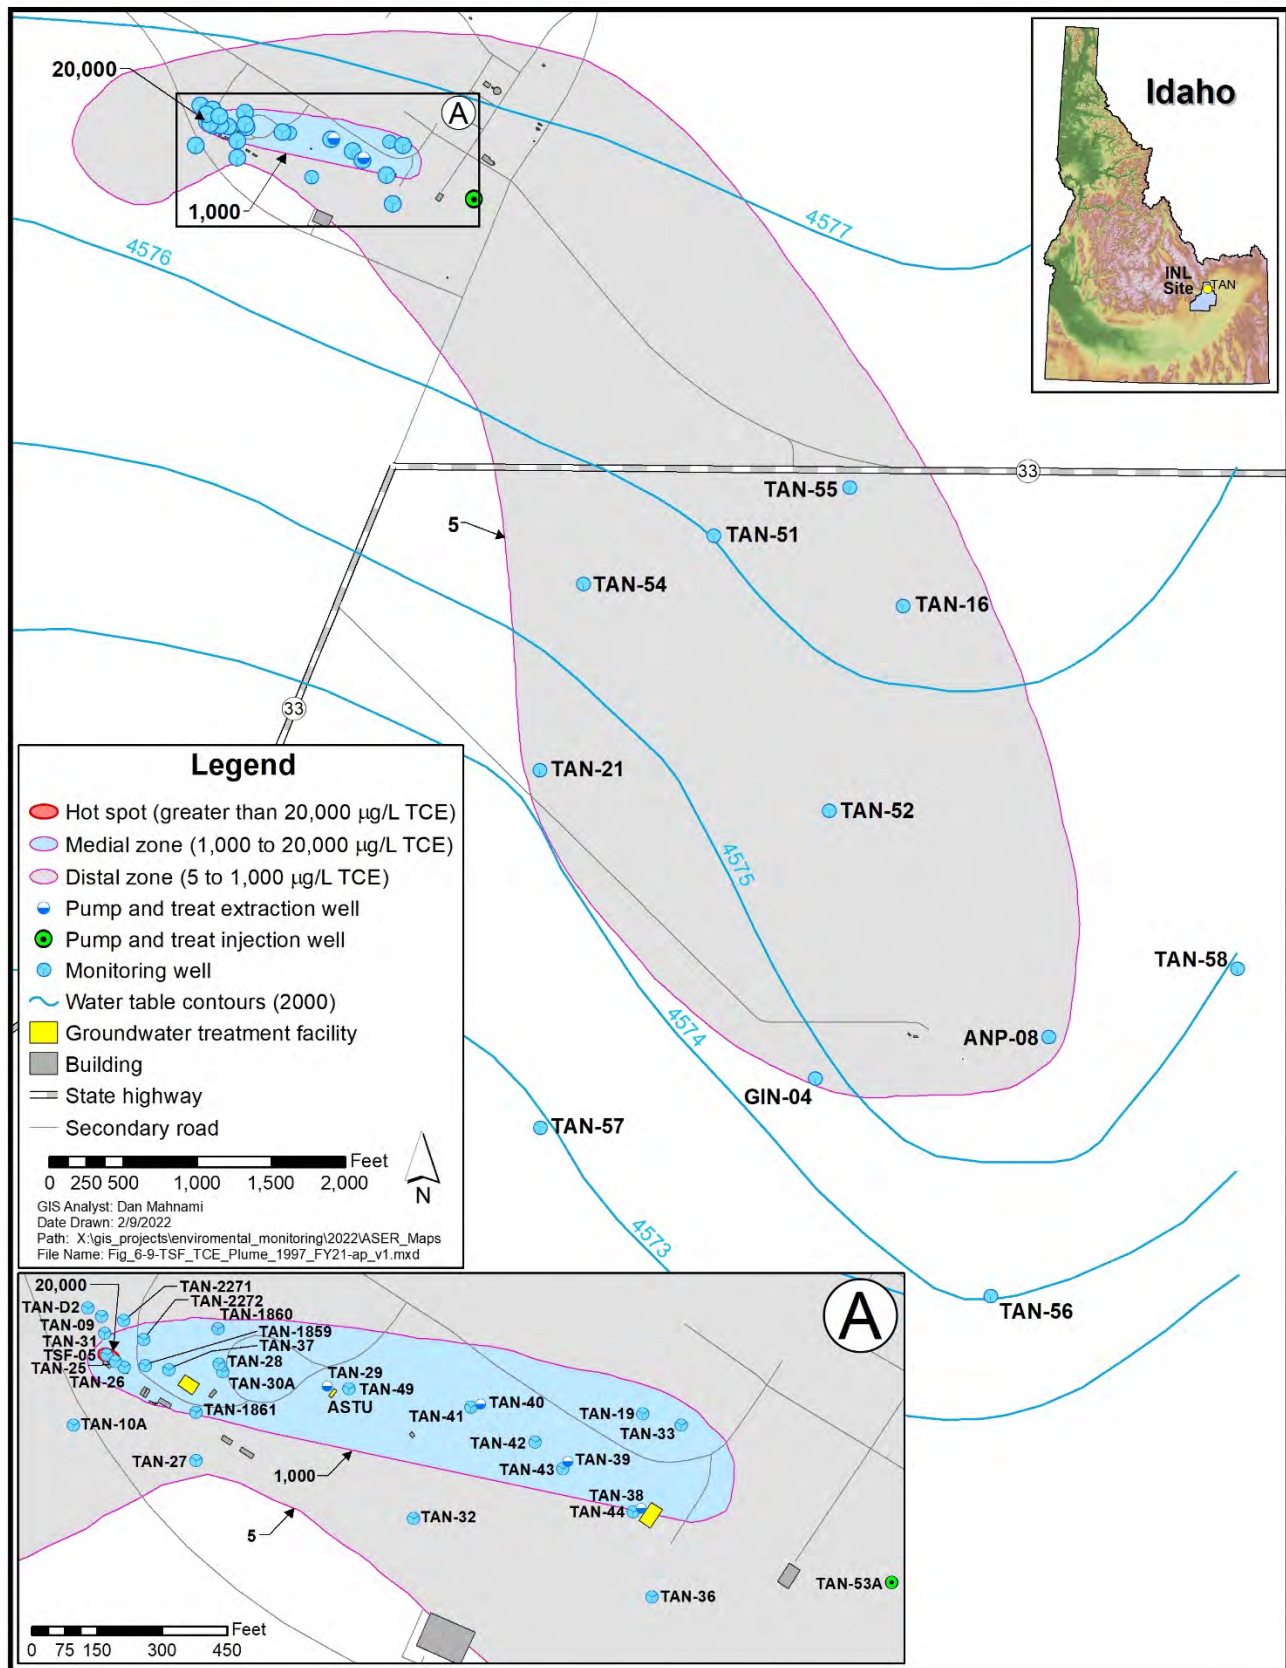 20,000
A
1,000
4576
4577
Idaho
INL
Site
TAN
33
TAN-55
5
TAN-51
TAN-54
TAN-16
33
TAN-21
TAN-52
4575
TAN-58
4574
ANP-08
GIN-04
TAN-57
4573
TAN-56
Legend
Hot spot (greater than 20,000 µg/L TCE)
Medial zone (1,000 to 20,000 µg/L TCE)
Distal zone (5 to 1,000 µg/L TCE)
Pump and treat extraction well
Pump and treat injection well
Monitoring well
Water table contours (2000)
Groundwater treatment facility
Building
State highway
Secondary road
Feet
0 250 500 1,000 1,500 2,000
N
GIS Analyst: Dan Mahnami
Date Drawn: 2/9/2022
Path: X:\gis_projects\enviromental_monitoring\2022\ASER_Maps
File Name: Fig_6-9-TSF_TCE_Plume_1997_FY21-ap_v1.mxd
20,000
TAN-2271
TAN-D2
TAN-2272
TAN-1860
TAN-09
TAN-1859
TAN-31
TAN-37
TSF-05
TAN-28
TAN-25
TAN-29
TAN-26
TAN-30A
TAN-49
ASTU
TAN-40
TAN-1861
TAN-41
TAN-19
TAN-10A
TAN-33
TAN-42
TAN-27
TAN-39
1,000
TAN-43
TAN-38
TAN-44
TAN-32
5
TAN-53A
TAN-36
A
Feet
0 75 150 300 450